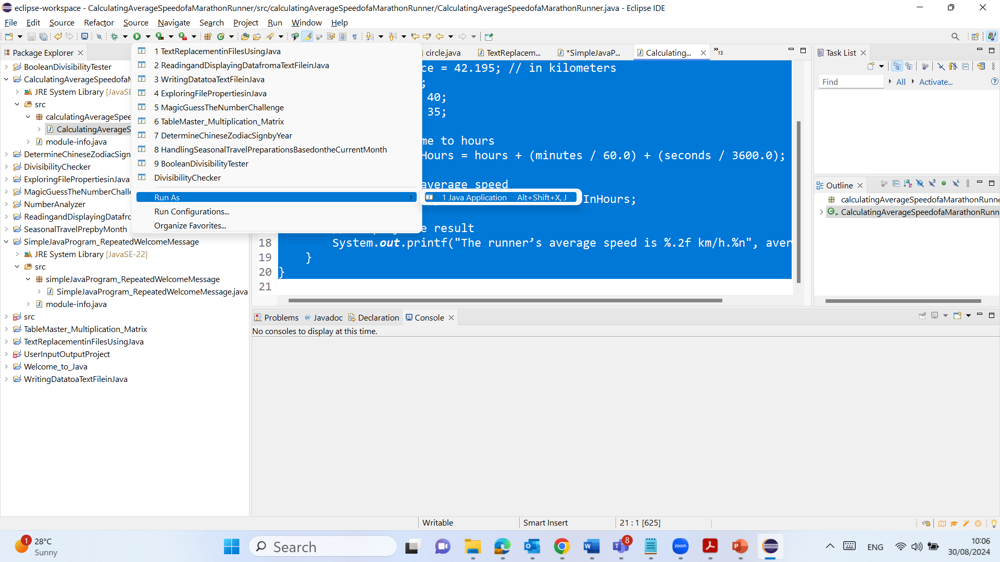 eclipse-workspace - CalculatingAverageSpeedofaMarathonRunner/src/calculatingAverageSpeedofaMarathonRunner/CalculatingAverageSpeedofaMarathonRunner.java - Eclipse IDE
File Edit Source Refactor Source Navigate Search Project Run Window Help
Package Explorer
BooleanDivisibilityTester
CalculatingAverageSpeedofaM
JRE System Library [JavaSE
src
calculatingAverageSpee
CalculatingAverageS
module-info.java
DetermineChineseZodiacSign
DivisibilityChecker
ExploringFilePropertiesinJava
MagicGuessTheNumberChalle
NumberAnalyzer
ReadingandDisplayingDatafro
SeasonalTravelPrepbyMonth
SimpleJavaProgram_RepeatedWelcomeMessage
JRE System Library [JavaSE-22]
src
simpleJavaProgram_RepeatedWelcomeMessage
SimpleJavaProgram_RepeatedWelcomeMessage.java
module-info.java
src
TableMaster_Multiplication_Matrix
TextReplacementinFilesUsingJava
UserInputOutputProject
Welcome_to_Java
WritingDatatoaTextFileinJava
1 TextReplacementinFilesUsingJava
2 ReadingandDisplayingDatafromaTextFileinJava
3 WritingDatatoaTextFileinJava
4 ExploringFilePropertiesinJava
5 MagicGuessTheNumberChallenge
6 TableMaster_Multiplication_Matrix
7 DetermineChineseZodiacSignbyYear
8 HandlingSeasonalTravelPreparationsBasedontheCurrentMonth
9 BooleanDivisibilityTester
DivisibilityChecker
Run As
Run Configurations...
Organize Favorites...
1 Java Application Alt+Shift+X, J
circle.java TextReplacem... *SimpleJavaP... Calculating... »13
ce = 42.195; // in kilometers
;
40;
35;
me to hours
Hours = hours + (minutes / 60.0) + (seconds / 3600.0);
average speed
InHours;
e result
18 System.out.printf("The runner’s average speed is %.2f km/h.%n", aver
19 }
20 }
21
Problems Javadoc Declaration Console
No consoles to display at this time.
Task List
Find All Activate...
Outline
calculatingAverageSpeedofaMarathonRunne
CalculatingAverageSpeedofaMarathonRunn
Writable Smart Insert 21 : 1 [625]
1 28°C
Sunny
Search
8
zoom
ENG
10:06
30/08/2024